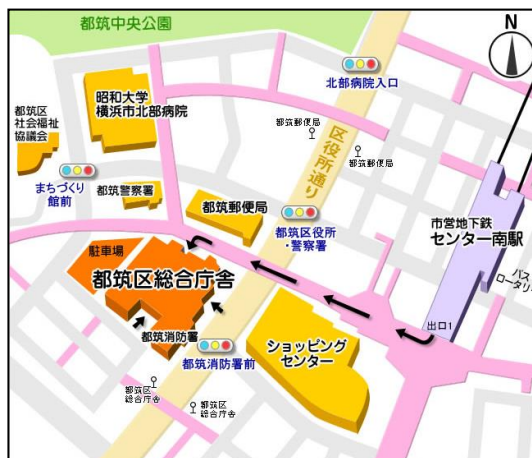 都筑中央公園
N
昭和大学
横浜市北部病院
北部病院入口
都筑区
社会福祉
協議会
都筑郵便局
都筑郵便局
区役所通り
まちづくり
館前
都筑警察署
都筑郵便局
都筑区役所
・警察署
市営地下鉄
センター南駅
バス
ロータリ
駐車場
都筑区総合庁舎
出口1
都筑消防署
都筑消防署前
ショッピング
センター
都筑区
総合庁舎
都筑区
総合庁舎